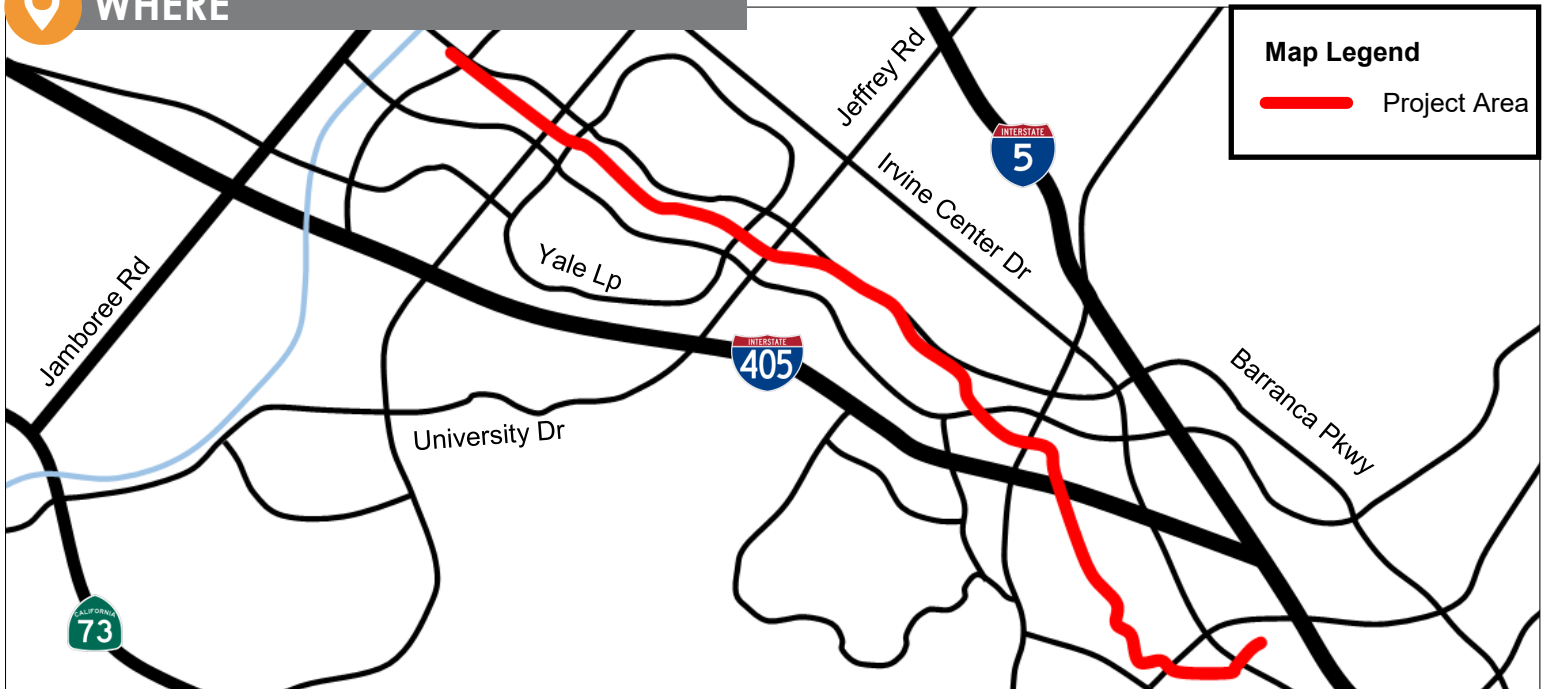 WHERE
Map Legend
Project Area
Jeffrey Rd
INTERSTATE
5
Irvine Center Dr
Yale Lp
Jamboree Rd
INTERSTATE
405
Barranca Pkwy
University Dr
CALIFORNIA
73